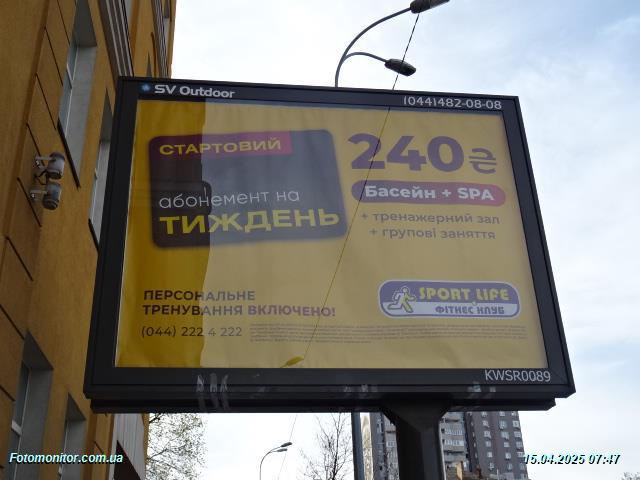 SV Outdoor
(044)482-08-08
СТАРТОВИЙ
абонемент на
ТИЖДЕНЬ
240₴
Басейн + SPA
+ тренажерний зал
+ групові заняття
ПЕРСОНАЛЬНЕ
ТРЕНУВАННЯ ВКЛЮЧЕНО!
(044) 222 4 222
SPORT LIFE
ФІТНЕС КЛУБ
KWSR0089
Fotomonitor.com.ua
15.04.2025 07:47